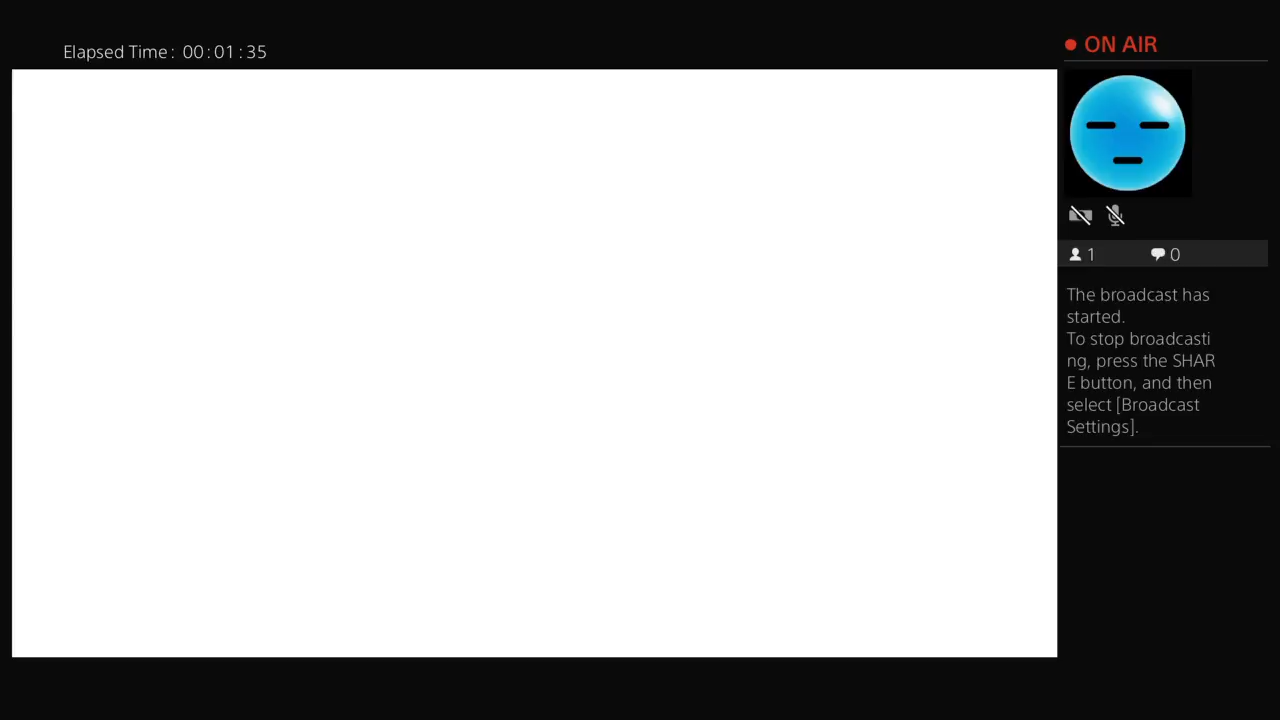 Elapsed Time: 00:01:35
ON AIR
1 0
The broadcast has
started.
To stop broadcasti
ng, press the SHAR
E button, and then
select [Broadcast
Settings].